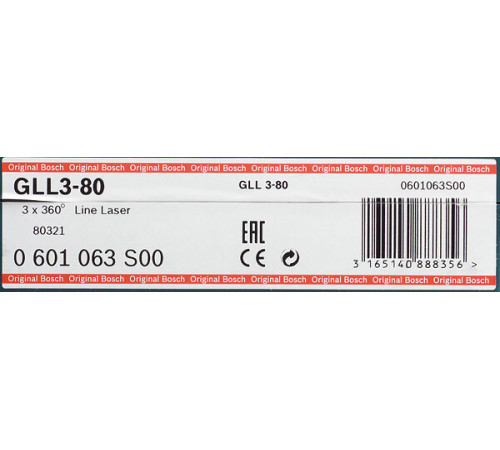 Original Bosch Original Bosch Original Bosch Original Bosch Original Bosch Original Bosch Original Bosch Original Bosch
GLL3-80
GLL 3-80
0601063S00
3 x 360° Line Laser
80321
EAC
0 601 063 S00
CE
3 165140 888356 >
Original Bosch Original Bosch Original Bosch Original Bosch Original Bosch Original Bosch Original Bosch Original Bosch